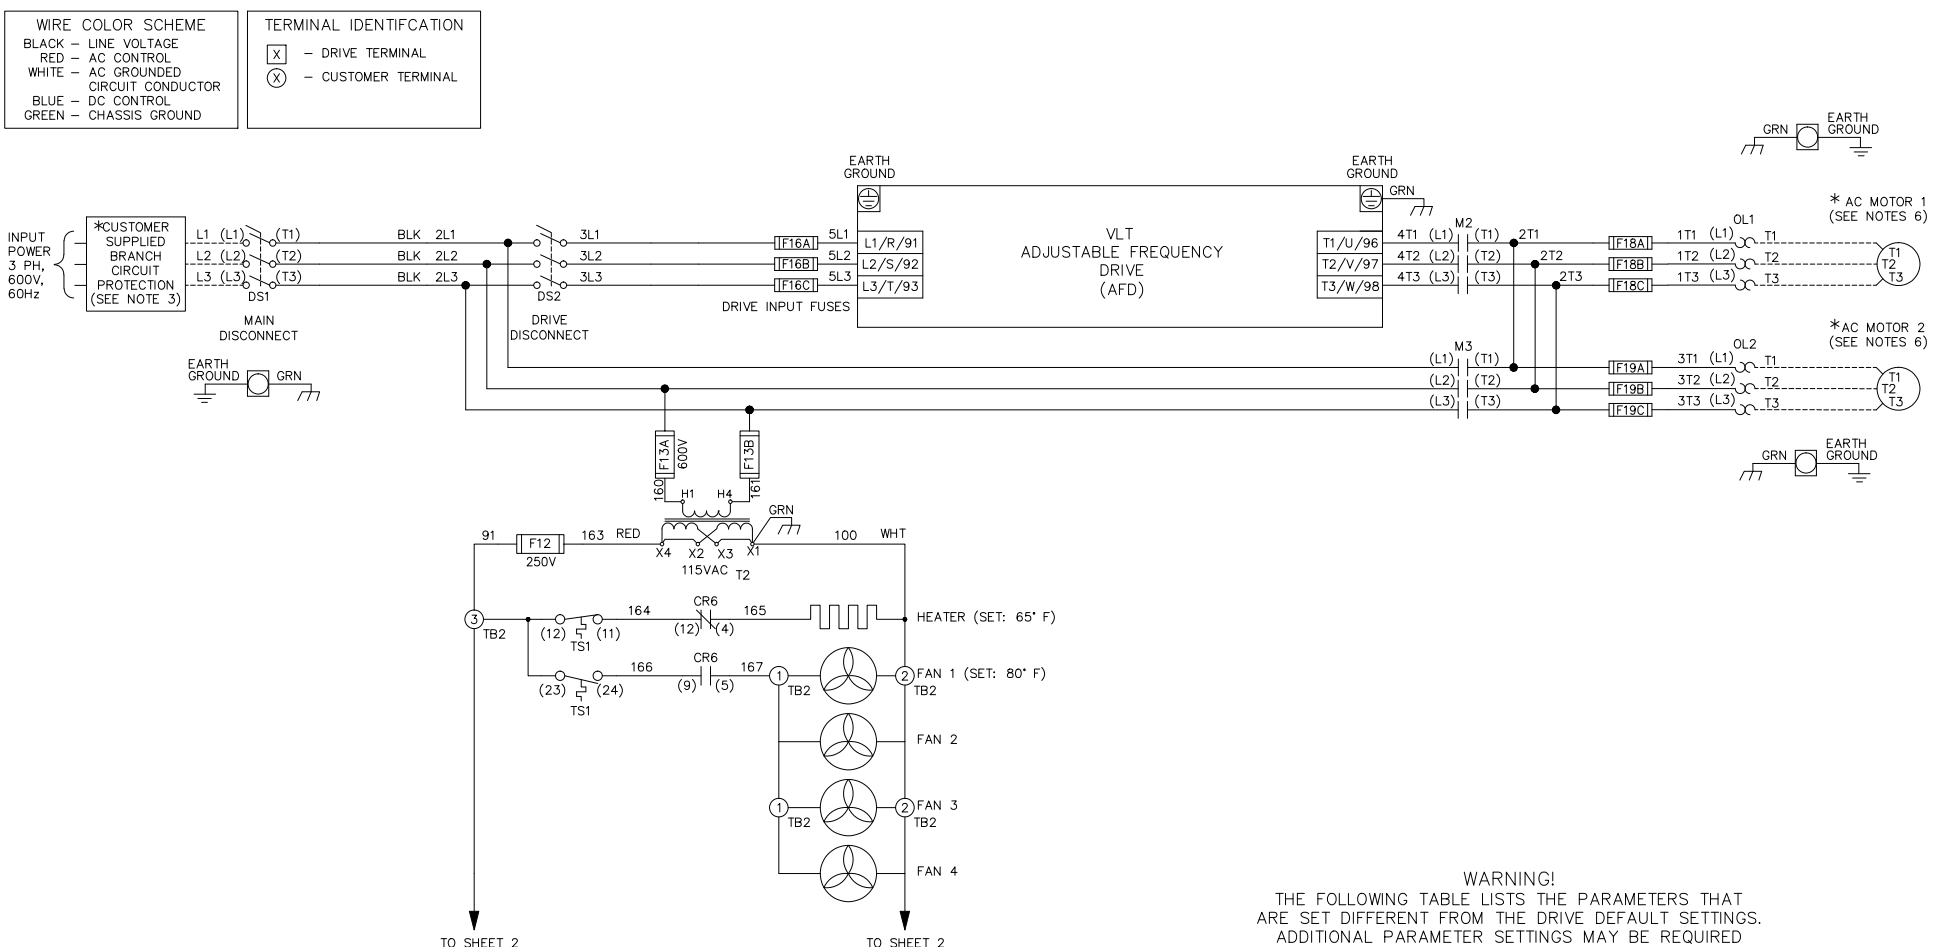 WIRE COLOR SCHEME
BLACK – LINE VOLTAGE
RED – AC CONTROL
WHITE – AC GROUNDED
CIRCUIT CONDUCTOR
BLUE – DC CONTROL
GREEN – CHASSIS GROUND
TERMINAL IDENTIFCATION
X – DRIVE TERMINAL
X – CUSTOMER TERMINAL
INPUT
POWER
3 PH,
600V,
60Hz
*CUSTOMER
SUPPLIED
BRANCH
CIRCUIT
PROTECTION
(SEE NOTE 3)
L1 (L1) (T1) BLK 2L1 3L1 F16A 5L1 L1/R/91
L2 (L2) (T2) BLK 2L2 3L2 F16B 5L2 L2/S/92
L3 (L3) (T3) BLK 2L3 3L3 F16C 5L3 L3/T/93
DS1
MAIN
DISCONNECT
DS2
DRIVE
DISCONNECT
DRIVE INPUT FUSES
EARTH
GROUND GRN
EARTH
GROUND
VLT
ADJUSTABLE FREQUENCY
DRIVE
(AFD)
EARTH
GROUND
GRN
M2
T1/U/96 4T1 (L1) (T1) 2T1 F18A 1T1 (L1) T1
T2/V/97 4T2 (L2) (T2) 2T2 F18B 1T2 (L2) T2
T3/W/98 4T3 (L3) (T3) 2T3 F18C 1T3 (L3) T3
OL1
GRN
EARTH
GROUND
* AC MOTOR 1
(SEE NOTES 6)
T1
T2
T3
M3
(L1) (T1) F19A 3T1 (L1) T1
(L2) (T2) F19B 3T2 (L2) T2
(L3) (T3) F19C 3T3 (L3) T3
OL2
*AC MOTOR 2
(SEE NOTES 6)
T1
T2
T3
GRN
EARTH
GROUND
F13A
600V
F13B
160
161
H1 H4
GRN
91 F12 163 RED
250V
X4 X2 X3 X1
115VAC T2
100 WHT
3
TB2
(12) (11) 164 CR6 165
TS1
(12) (4)
HEATER (SET: 65° F)
(23) (24) 166 CR6 167
TS1
(9) (5)
1
TB2
2 FAN 1 (SET: 80° F)
TB2
FAN 2
1
TB2
2 FAN 3
TB2
FAN 4
TO SHEET 2
TO SHEET 2
WARNING!
THE FOLLOWING TABLE LISTS THE PARAMETERS THAT
ARE SET DIFFERENT FROM THE DRIVE DEFAULT SETTINGS.
ADDITIONAL PARAMETER SETTINGS MAY BE REQUIRED